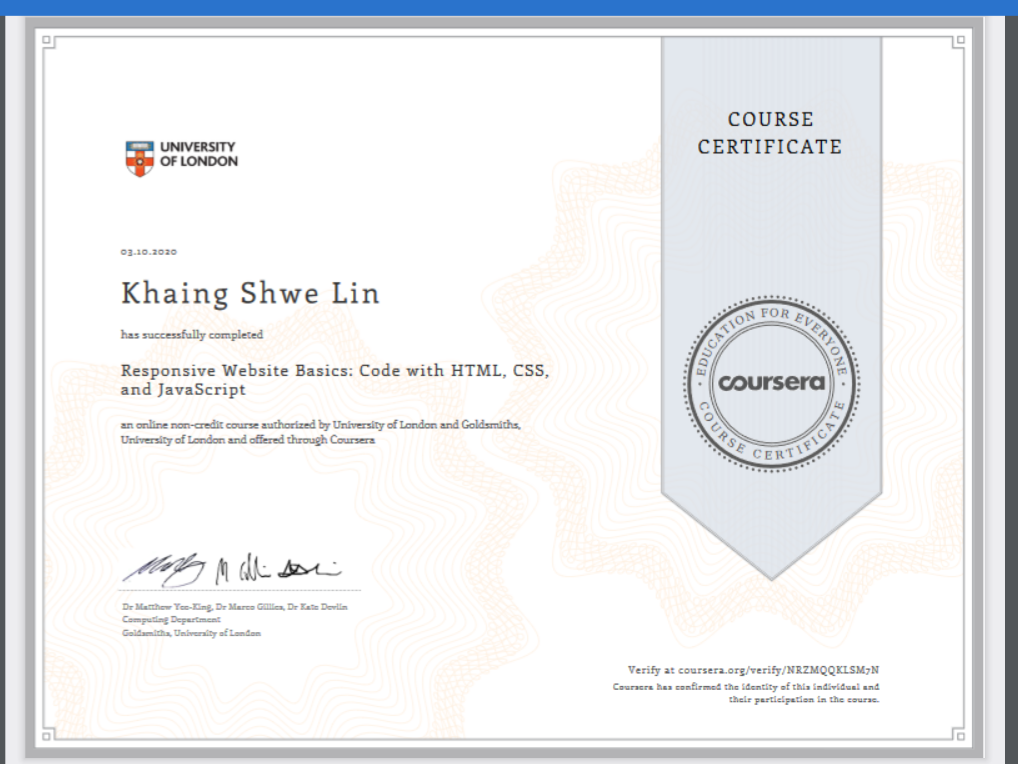 COURSE
CERTIFICATE
UNIVERSITY
OF LONDON
03.10.2020
Khaing Shwe Lin
has successfully completed
Responsive Website Basics: Code with HTML, CSS,
and JavaScript
an online non-credit course authorized by University of London and Goldsmiths,
University of London and offered through Coursera
EDUCATION FOR EVERYONE
coursera
COURSE CERTIFICATE
Dr Matthew Yee-King, Dr Marco Gillies, Dr Kate Devlin
Computing Department
Goldsmiths, University of London
Verify at coursera.org/verify/NRZMQQKLSM7N
Coursera has confirmed the identity of this individual and
their participation in the course.